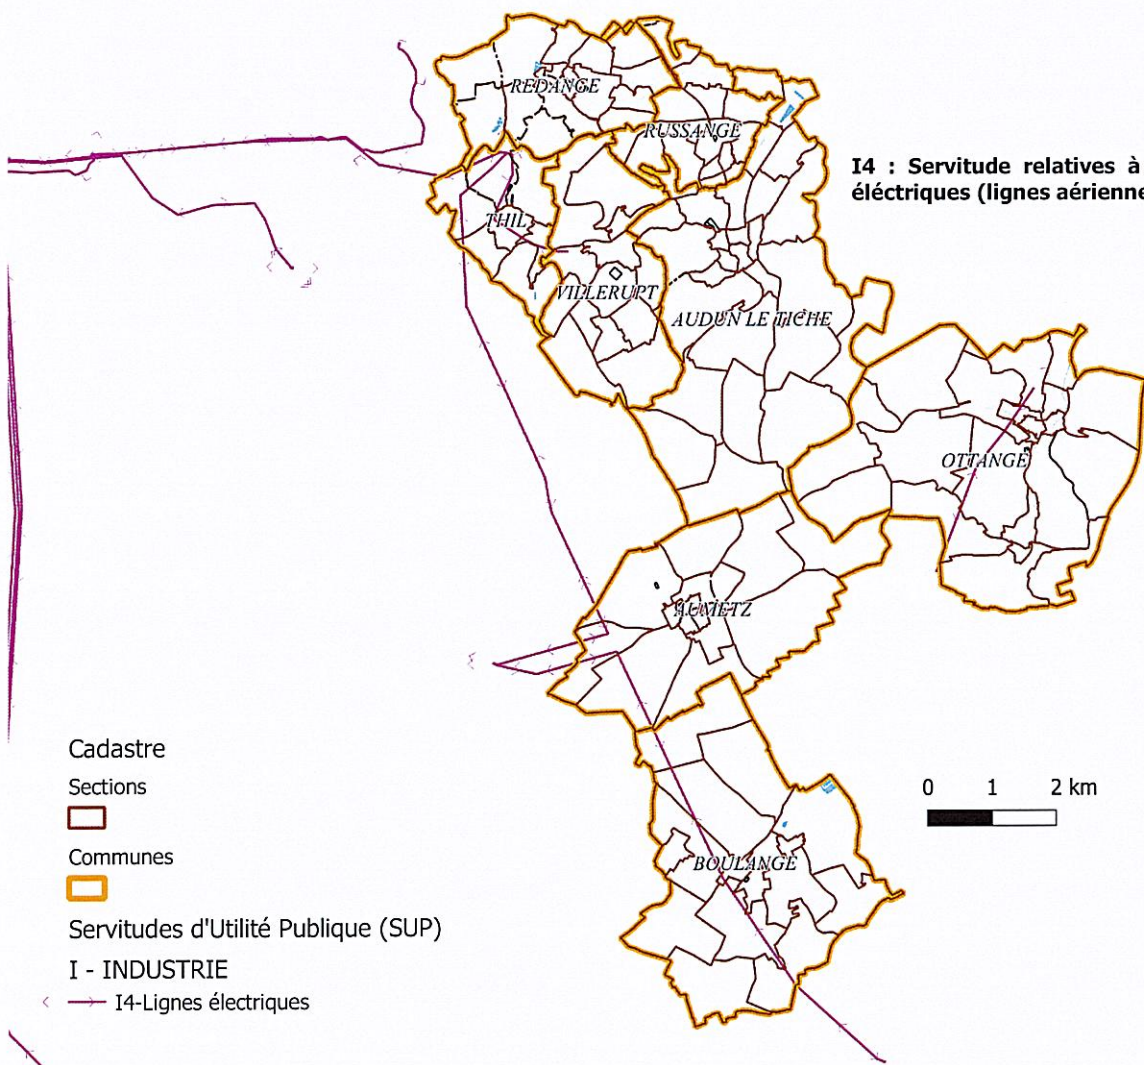 REDANGE
RUSSANGE
I4 : Servitude relatives à
éléctriques (lignes aérienne
THIL
VILLERUPT
AUDUN LE TICHE
OTTANGE
AUMETZ
Cadastre
Sections
Communes
0 1 2 km
BOULANGE
Servitudes d'Utilité Publique (SUP)
I - INDUSTRIE
I4-Lignes électriques